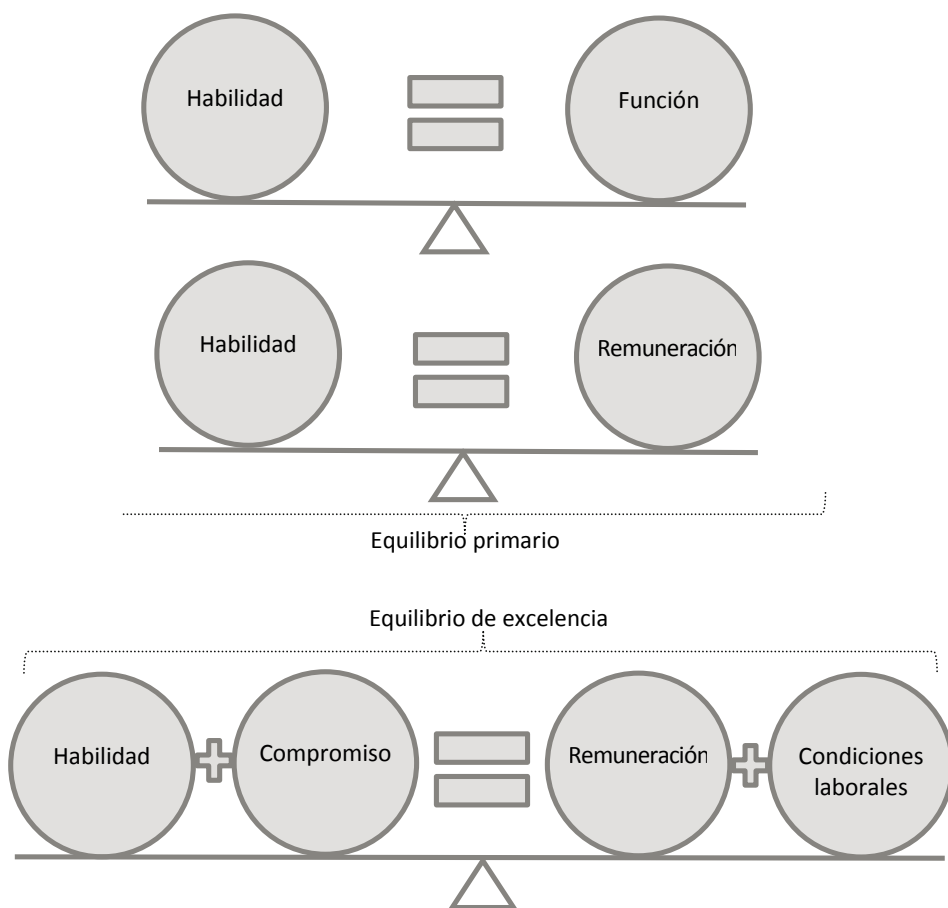 Habilidad
Función
Habilidad
Remuneración
Equilibrio primario
Equilibrio de excelencia
Habilidad
Compromiso
Remuneración
Condiciones
laborales